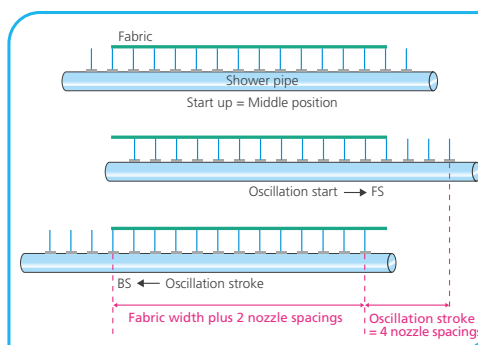 Fabric
Shower pipe
Start up = Middle position
Oscillation start → FS
BS ← Oscillation stroke
Fabric width plus 2 nozzle spacings
Oscillation stroke
= 4 nozzle spacings